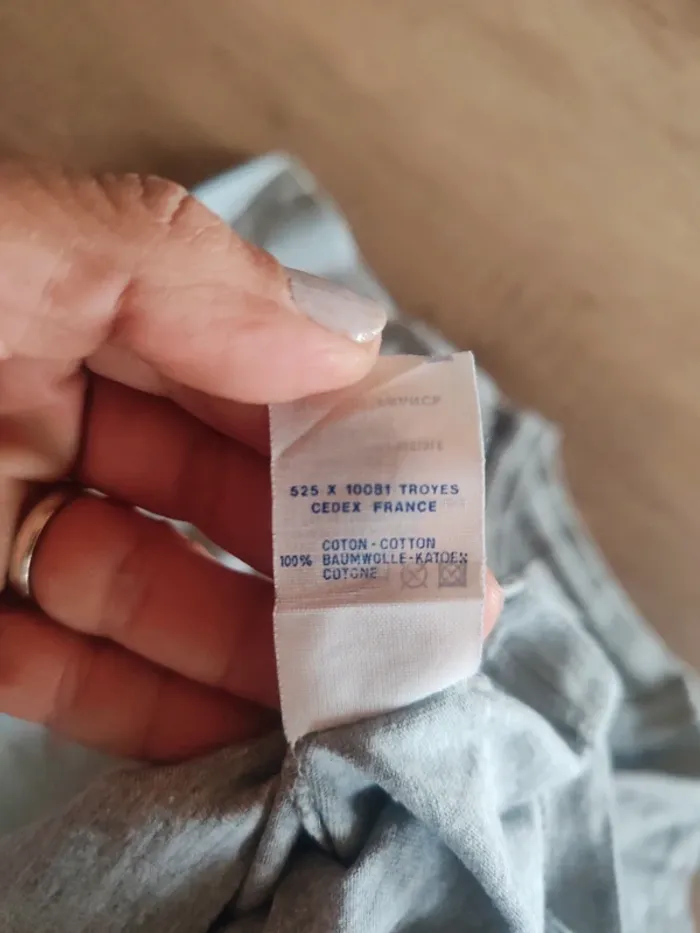 525 X 10081 TROYES
CEDEX FRANCE
COTON - COTTON
100% BAUMWOLLE-KATOEN
COTONE